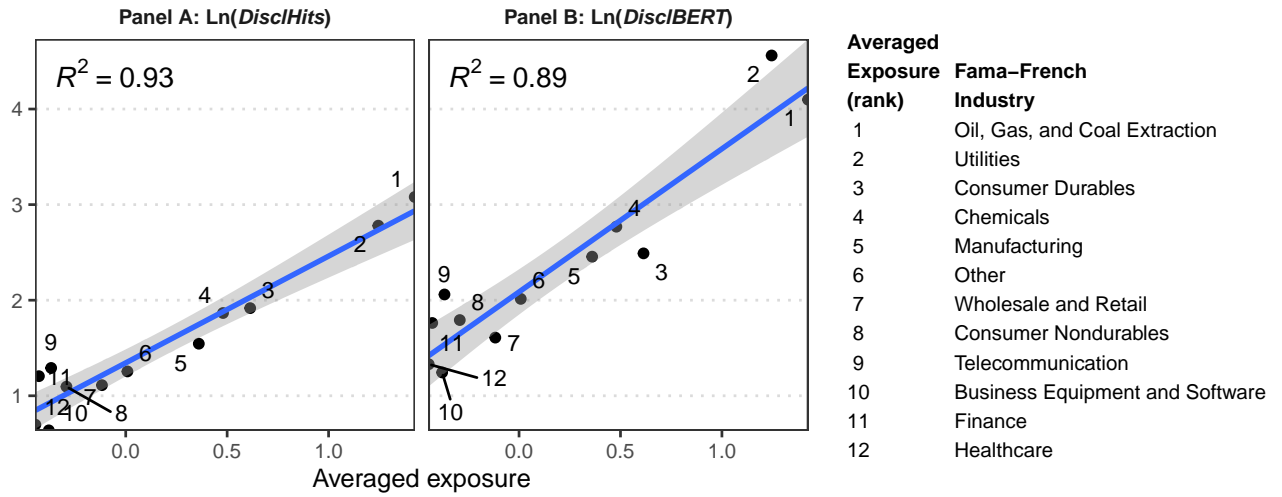 Panel A: Ln(DisclHits)
Panel B: Ln(DisclBERT)
R² = 0.93
R² = 0.89
4
3
2
1
1
2
3
4
5
6
7
8
9
10
11
12
1
2
3
4
5
6
7
8
9
10
11
12
0.0 0.5 1.0
0.0 0.5 1.0
Averaged exposure
Averaged
Exposure Fama–French
(rank) Industry
1 Oil, Gas, and Coal Extraction
2 Utilities
3 Consumer Durables
4 Chemicals
5 Manufacturing
6 Other
7 Wholesale and Retail
8 Consumer Nondurables
9 Telecommunication
10 Business Equipment and Software
11 Finance
12 Healthcare